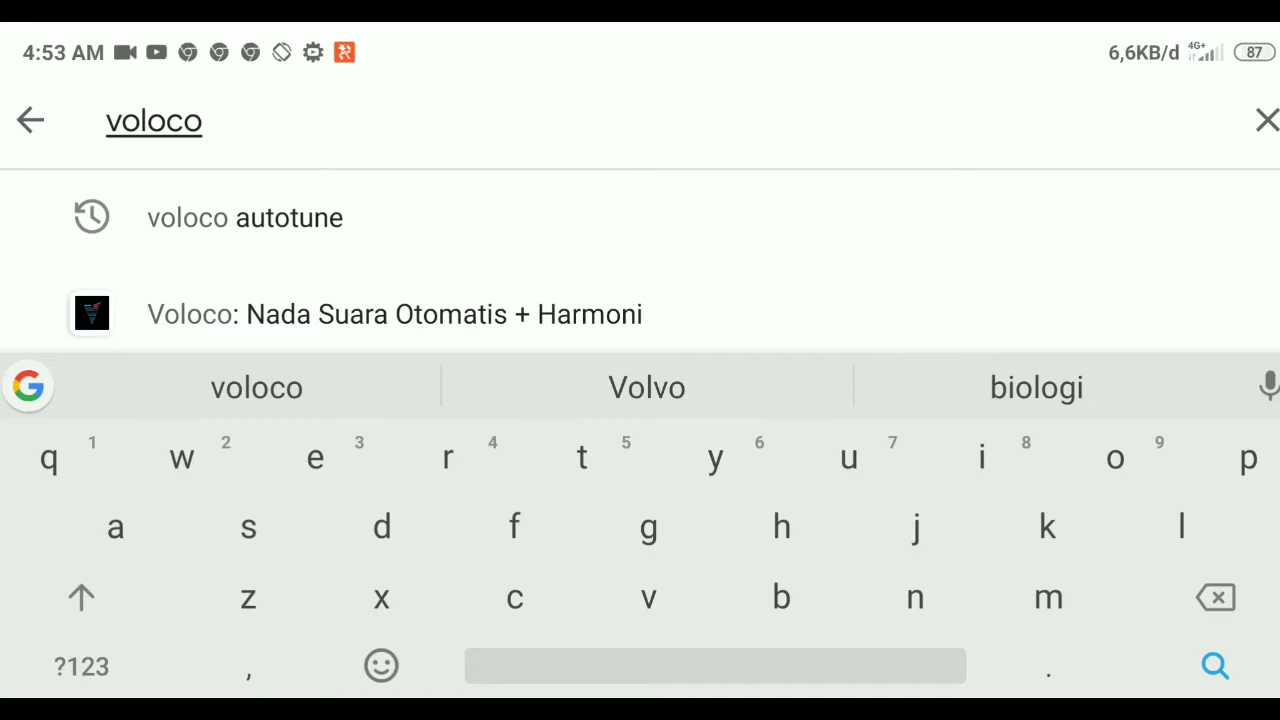 4:53 AM 6,6KB/d 4G+ 87
voloco
voloco autotune
Voloco: Nada Suara Otomatis + Harmoni
voloco Volvo biologi
q 1 w 2 e 3 r 4 t 5 y 6 u 7 i 8 o 9 p
a s d f g h j k l
z x c v b n m
?123 , .